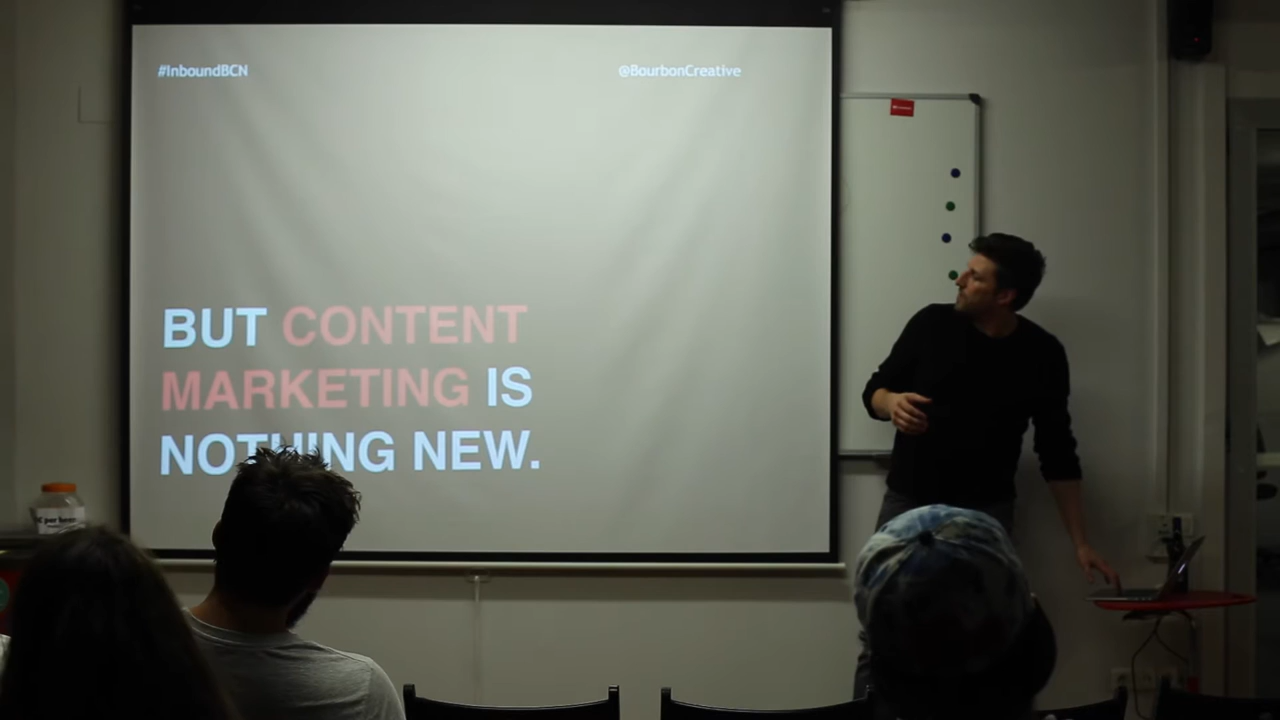 #InboundBCN
@BourbonCreative
BUT CONTENT
MARKETING IS
NOTHING NEW.